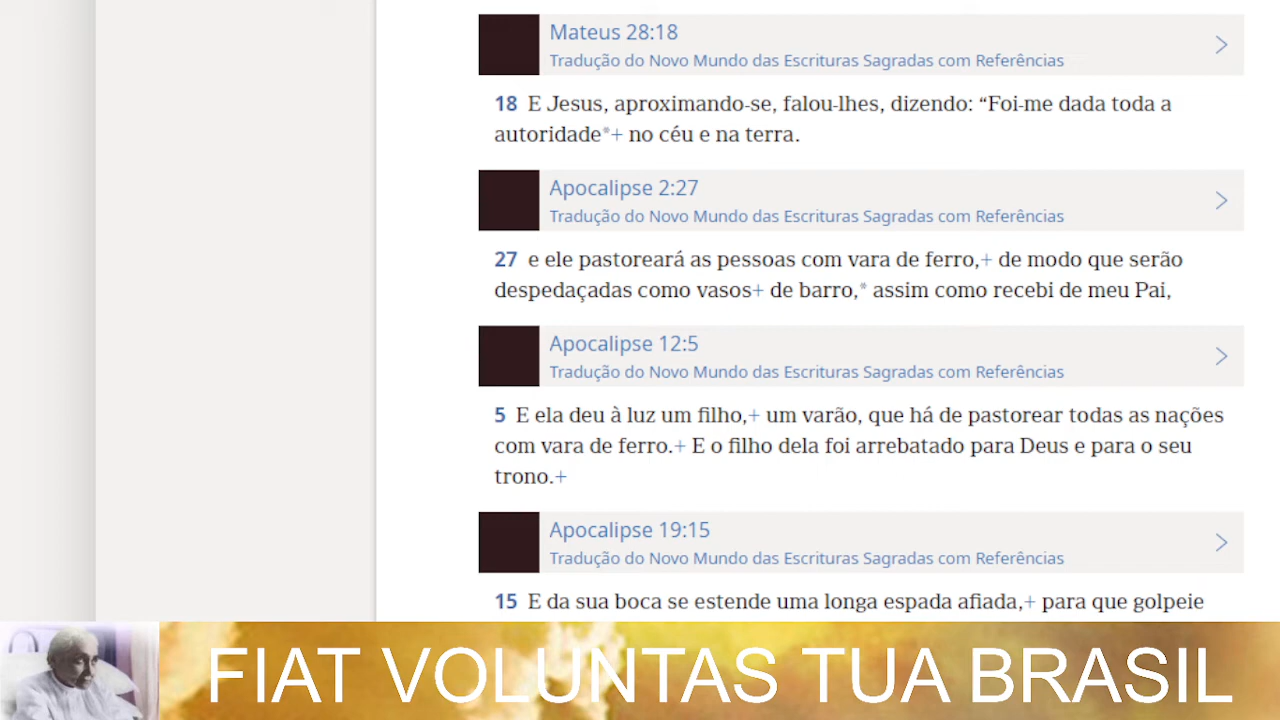 Mateus 28:18
Tradução do Novo Mundo das Escrituras Sagradas com Referências
18 E Jesus, aproximando-se, falou-lhes, dizendo: “Foi-me dada toda a
autoridade*+ no céu e na terra.
Apocalipse 2:27
Tradução do Novo Mundo das Escrituras Sagradas com Referências
27 e ele pastoreará as pessoas com vara de ferro,+ de modo que serão
despedaçadas como vasos+ de barro,* assim como recebi de meu Pai,
Apocalipse 12:5
Tradução do Novo Mundo das Escrituras Sagradas com Referências
5 E ela deu à luz um filho,+ um varão, que há de pastorear todas as nações
com vara de ferro.+ E o filho dela foi arrebatado para Deus e para o seu
trono.+
Apocalipse 19:15
Tradução do Novo Mundo das Escrituras Sagradas com Referências
15 E da sua boca se estende uma longa espada afiada,+ para que golpeie
FIAT VOLUNTAS TUA BRASIL